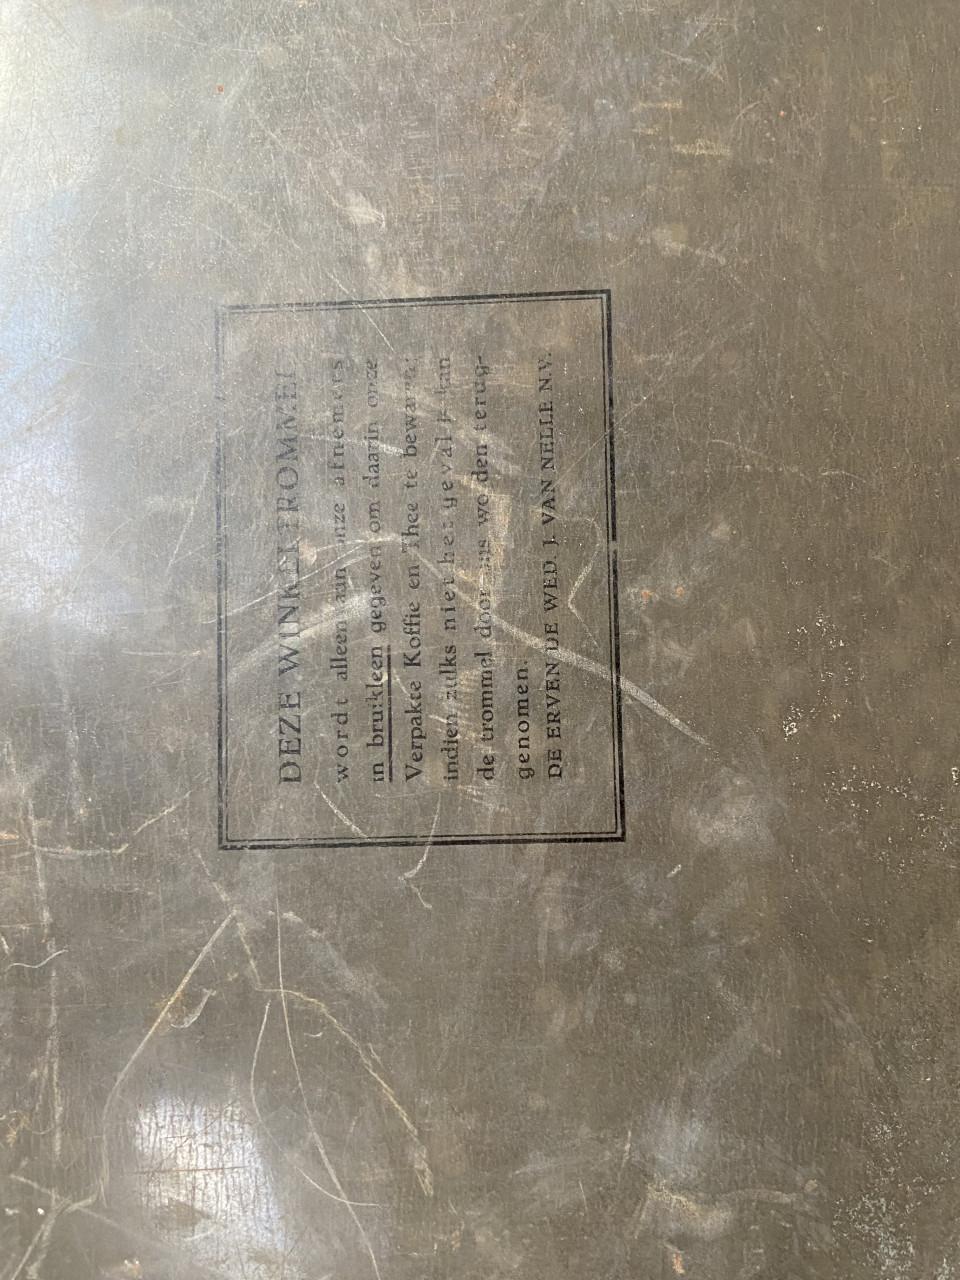 DEZE WINKELTROMMEL
wordt alleen aan onze afnemers
in bruikleen gegeven om daarin onze
Verpakte Koffie en Thee te bewaren;
indien zulks niet het geval is kan
de trommel door ons worden terug-
genomen.
DE ERVEN DE WED. J. VAN NELLE N.V.